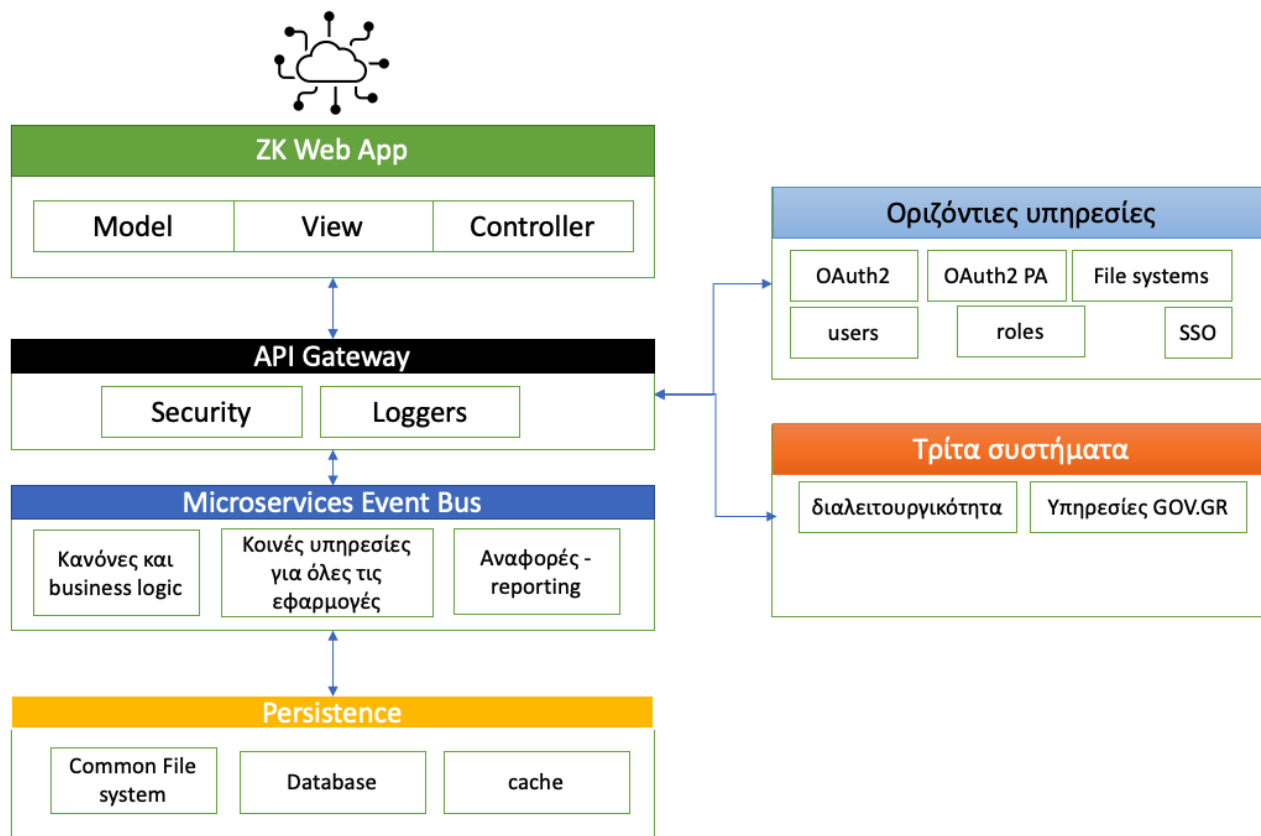 ZK Web App
Model
View
Controller
API Gateway
Security
Loggers
Microservices Event Bus
Κανόνες και
business logic
Κοινές υπηρεσίες
για όλες τις
εφαρμογές
Αναφορές -
reporting
Persistence
Common File
system
Database
cache
Οριζόντιες υπηρεσίες
OAuth2
OAuth2 PA
File systems
users
roles
SSO
Τρίτα συστήματα
διαλειτουργικότητα
Υπηρεσίες GOV.GR